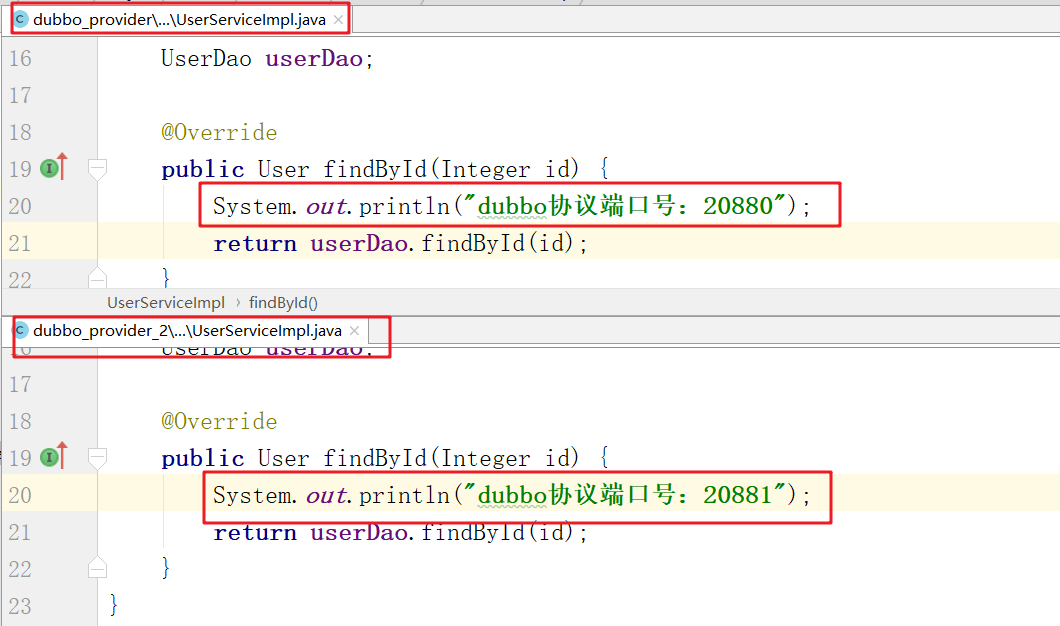 dubbo_provider\...\UserServiceImpl.java
16 UserDao userDao;
17
18 @Override
19 public User findById(Integer id) {
20 System.out.println("dubbo协议端口号：20880");
21 return userDao.findById(id);
22 }
UserServiceImpl › findById()
dubbo_provider_2\...\UserServiceImpl.java
16 UserDao userDao;
17
18 @Override
19 public User findById(Integer id) {
20 System.out.println("dubbo协议端口号：20881");
21 return userDao.findById(id);
22 }
23 }